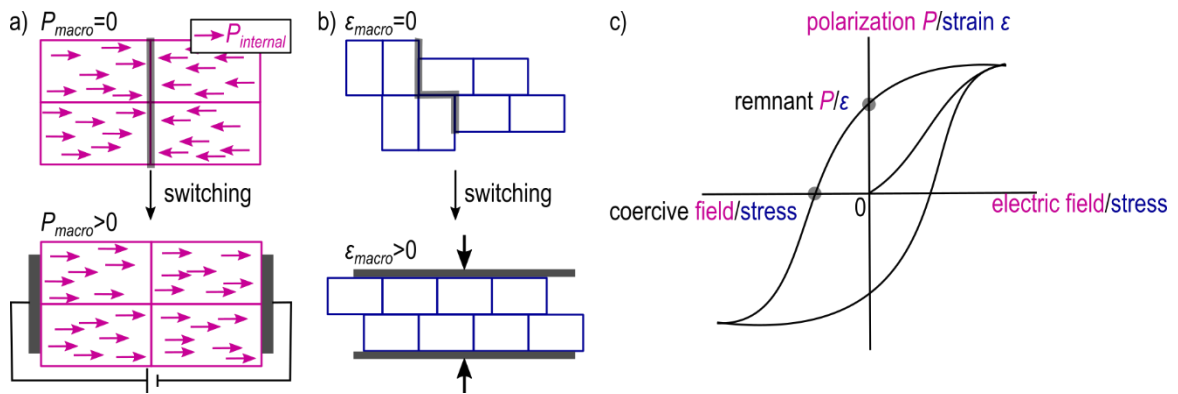 a)
P_macro=0
P_internal
switching
P_macro>0
b)
ε_macro=0
switching
ε_macro>0
c)
polarization P/strain ε
remnant P/ε
coercive field/stress
0
electric field/stress